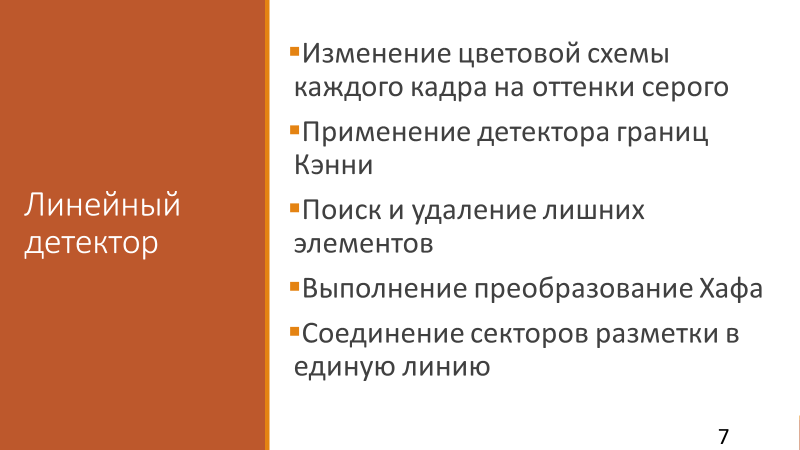 Линейный
детектор
▪Изменение цветовой схемы
каждого кадра на оттенки серого
▪Применение детектора границ
Кэнни
▪Поиск и удаление лишних
элементов
▪Выполнение преобразование Хафа
▪Соединение секторов разметки в
единую линию
7